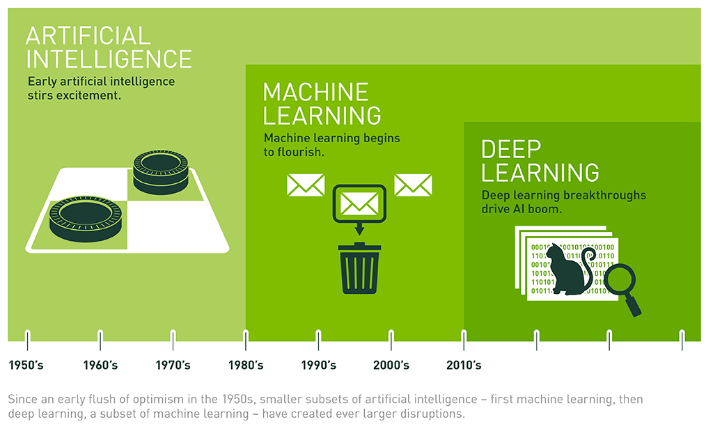 ARTIFICIAL
INTELLIGENCE
Early artificial intelligence
stirs excitement.
MACHINE
LEARNING
Machine learning begins
to flourish.
DEEP
LEARNING
Deep learning breakthroughs
drive AI boom.
1950's 1960's 1970's 1980's 1990's 2000's 2010's
Since an early flush of optimism in the 1950s, smaller subsets of artificial intelligence – first machine learning, then
deep learning, a subset of machine learning – have created ever larger disruptions.